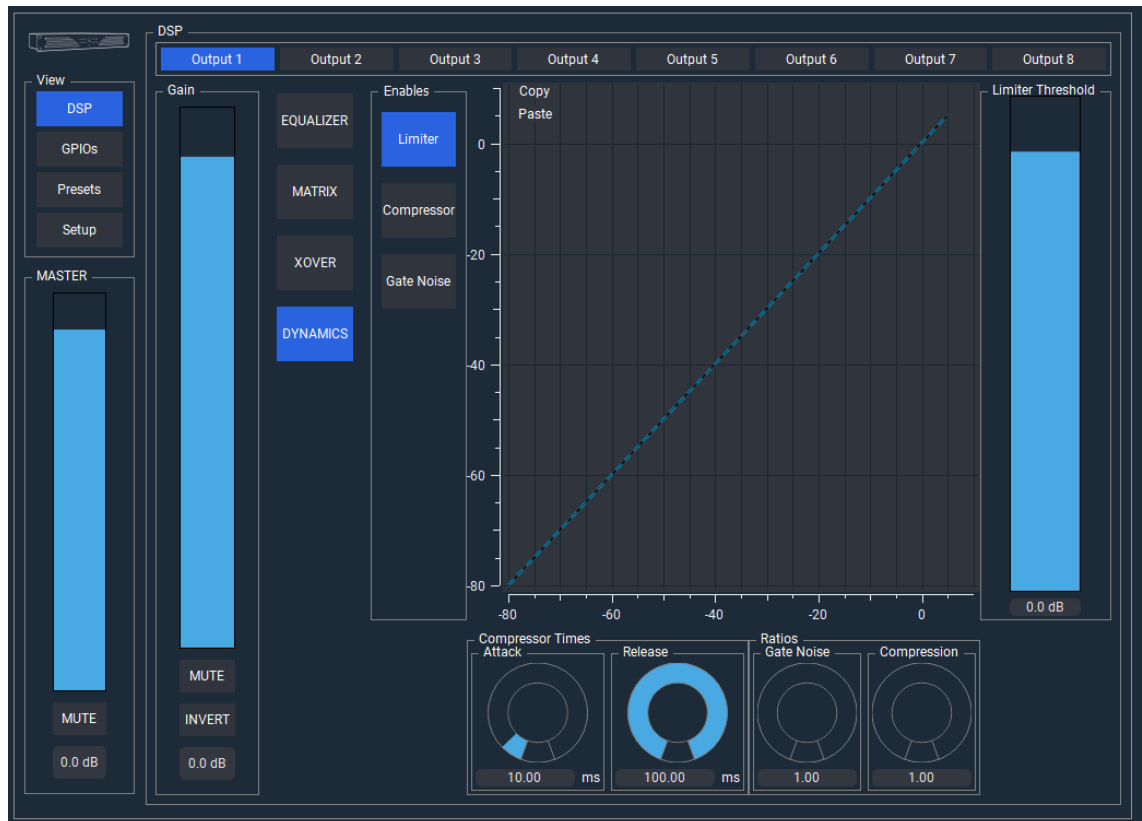 DSP
Output 1 Output 2 Output 3 Output 4 Output 5 Output 6 Output 7 Output 8
View
DSP
GPIOs
Presets
Setup
MASTER
MUTE
0.0 dB
Gain
MUTE
INVERT
0.0 dB
EQUALIZER
MATRIX
XOVER
DYNAMICS
Enables
Limiter
Compressor
Gate Noise
Copy
Paste
0
-20
-40
-60
-80
-80 -60 -40 -20 0
Limiter Threshold
0.0 dB
Compressor Times
Attack
10.00 ms
Release
100.00 ms
Ratios
Gate Noise
1.00
Compression
1.00